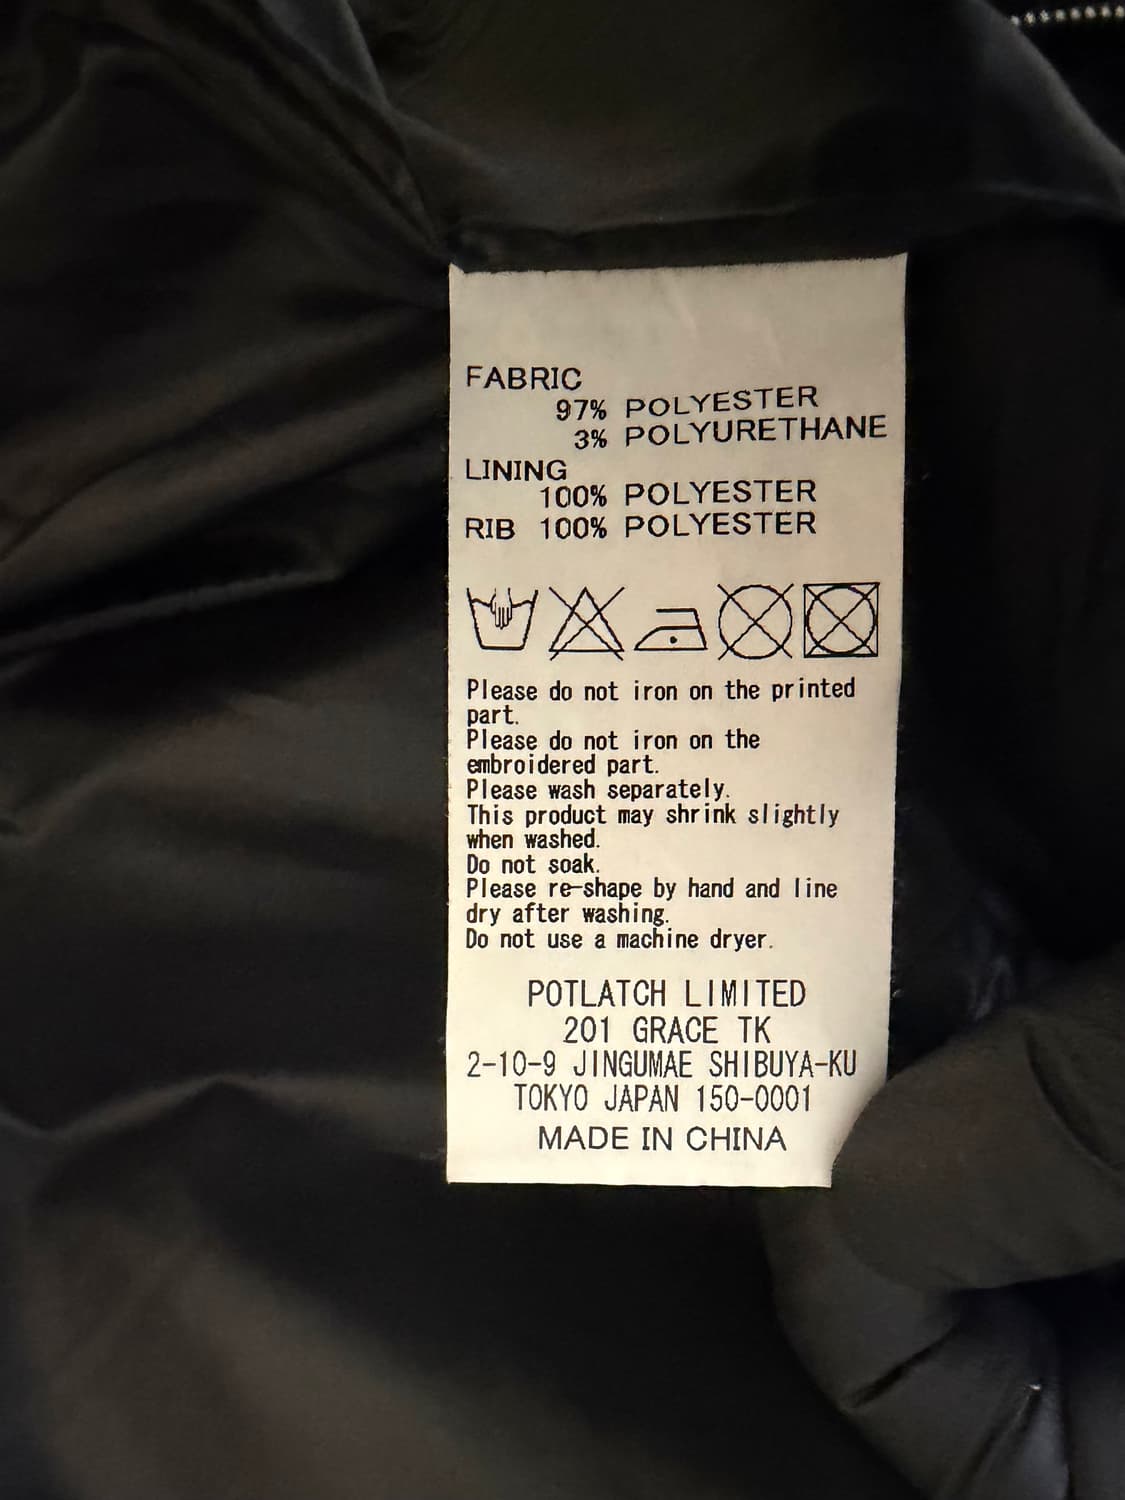 FABRIC
97% POLYESTER
3% POLYURETHANE
LINING
100% POLYESTER
RIB 100% POLYESTER
Please do not iron on the printed
part.
Please do not iron on the
embroidered part.
Please wash separately.
This product may shrink slightly
when washed.
Do not soak.
Please re-shape by hand and line
dry after washing.
Do not use a machine dryer.
POTLATCH LIMITED
201 GRACE TK
2-10-9 JINGUMAE SHIBUYA-KU
TOKYO JAPAN 150-0001
MADE IN CHINA